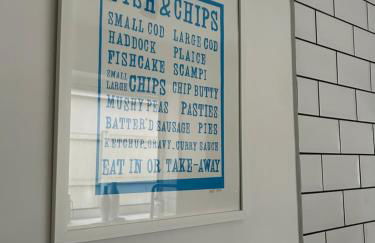 FISH & CHIPS
SMALL COD LARGE COD
HADDOCK PLAICE
FISHCAKE SCAMPI
SMALL LARGE CHIPS CHIP BUTTY
MUSHY PEAS PASTIES
BATTER'D SAUSAGE PIES
KETCHUP, GRAVY, CURRY SAUCE
EAT IN OR TAKE-AWAY